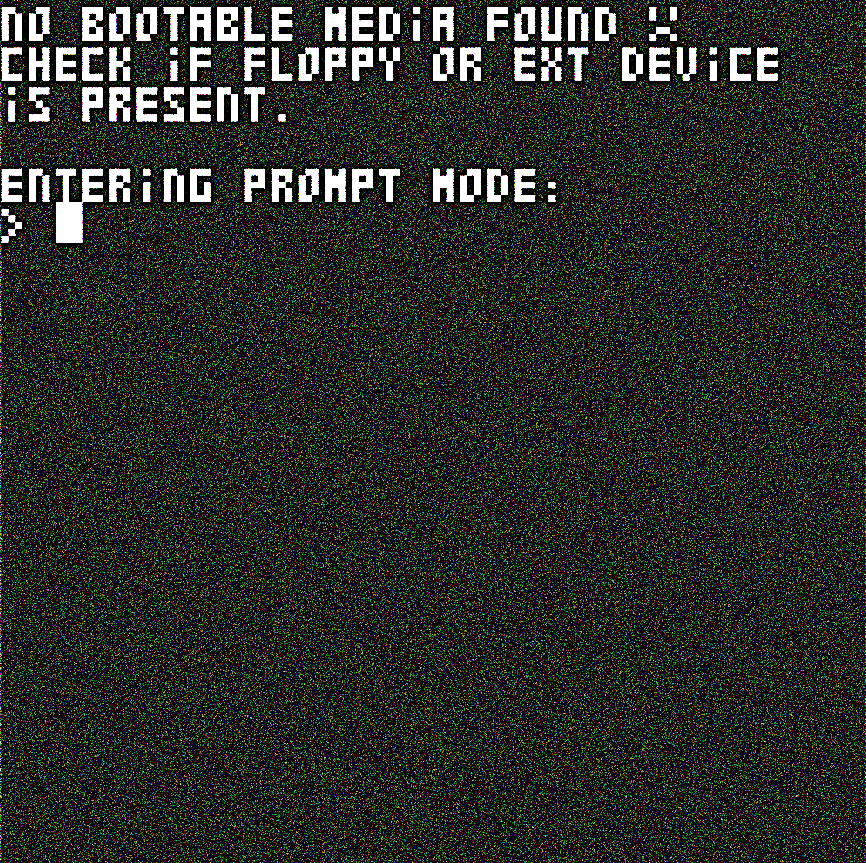 NO BOOTABLE MEDiA FOUND :(
CHECK iF FLOPPY OR EXT DEViCE
iS PRESENT.
ENTERiNG PROMPT MODE:
>